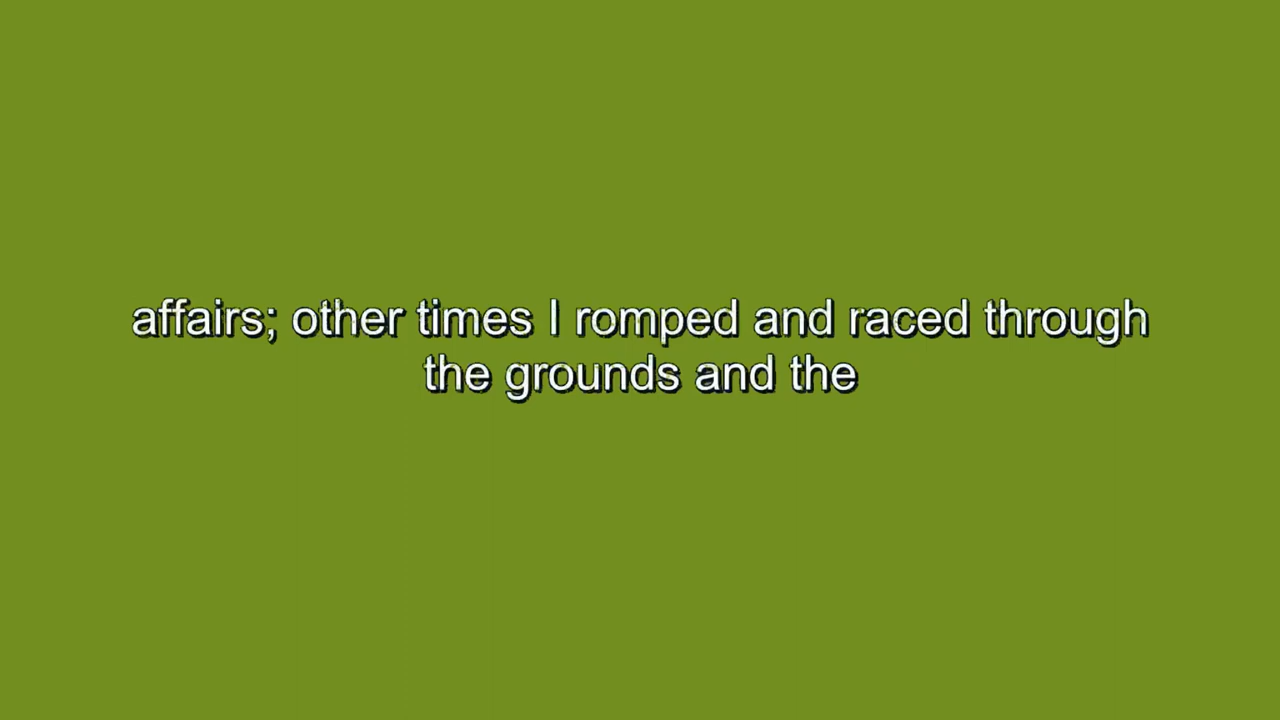 affairs; other times I romped and raced through
the grounds and the